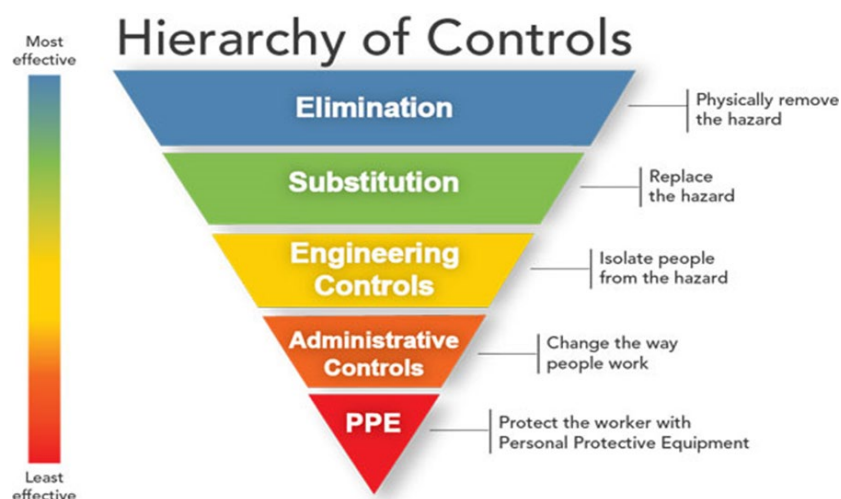 Hierarchy of Controls
Most
effective
Elimination
Physically remove
the hazard
Substitution
Replace
the hazard
Engineering
Controls
Isolate people
from the hazard
Administrative
Controls
Change the way
people work
PPE
Protect the worker with
Personal Protective Equipment
Least
effective